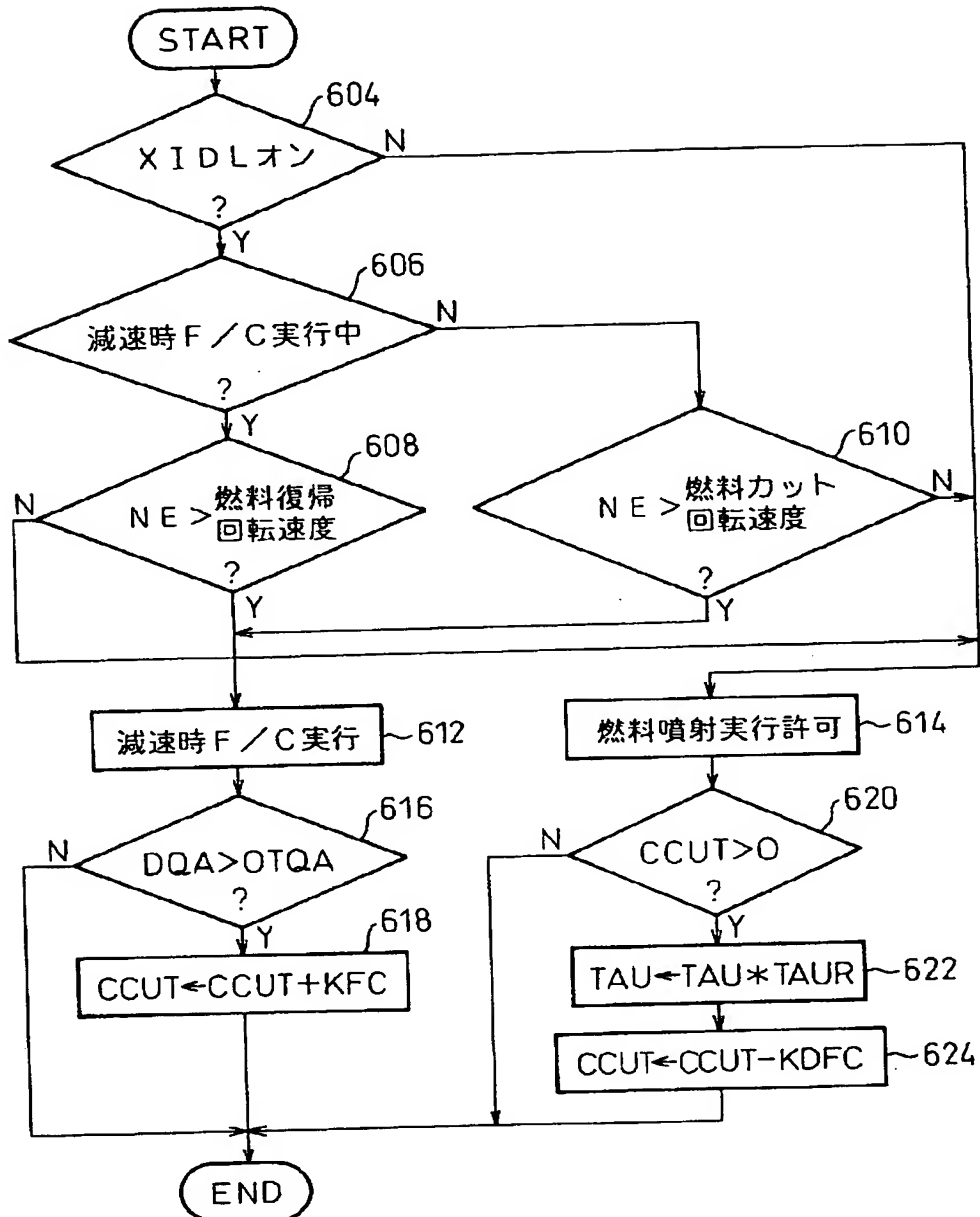 START
604
XIDLオン
?
N
Y
606
減速時F/C実行中
?
N
Y
608
N
NE>燃料復帰
回転速度
?
Y
610
NE>燃料カット
回転速度
?
N
Y
減速時F/C実行
612
燃料噴射実行許可
614
616
N
DQA>OTQA
?
Y
618
CCUT←CCUT+KFC
620
N
CCUT>0
?
Y
TAU←TAU*TAUR
622
CCUT←CCUT-KDFC
624
END